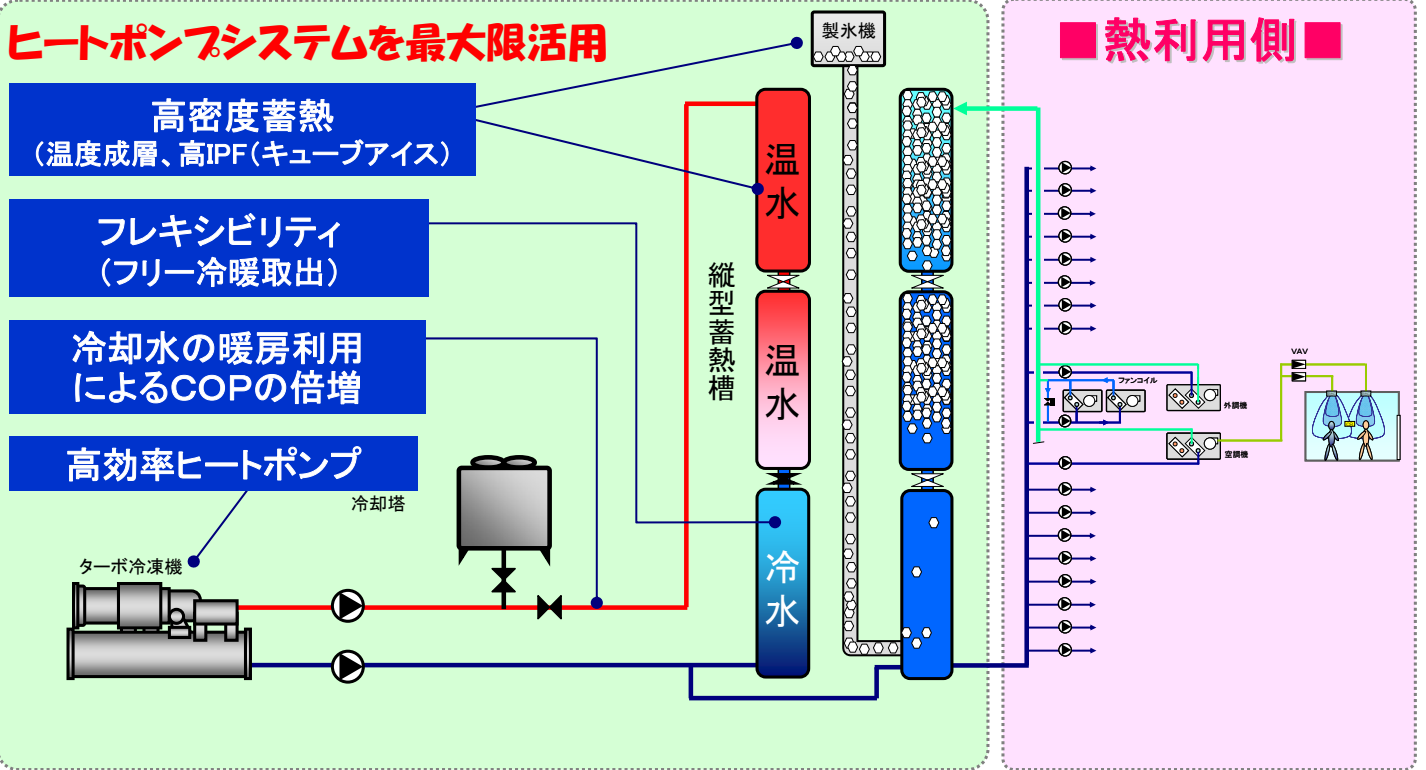 ヒートポンプシステムを最大限活用
高密度蓄熱
（温度成層、高IPF（キューブアイス）
フレキシビリティ
（フリー冷暖取出）
冷却水の暖房利用
によるCOPの倍増
高効率ヒートポンプ
冷却塔
ターボ冷凍機
製氷機
温水
温水
冷水
縦型蓄熱槽
■熱利用側■
VAV
ファンコイル
外調機
空調機